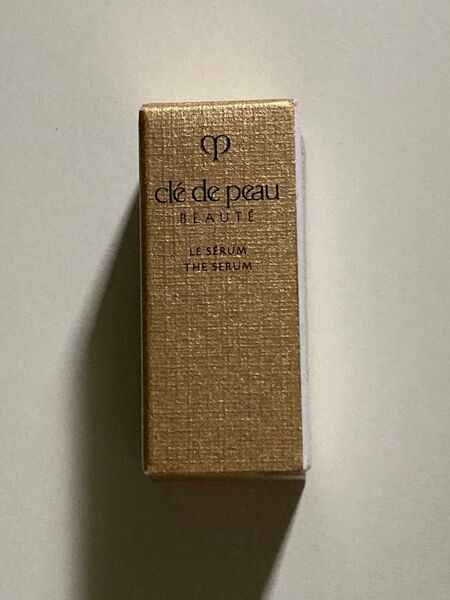 clé de peau
BEAUTÉ
LE SÉRUM
THE SERUM